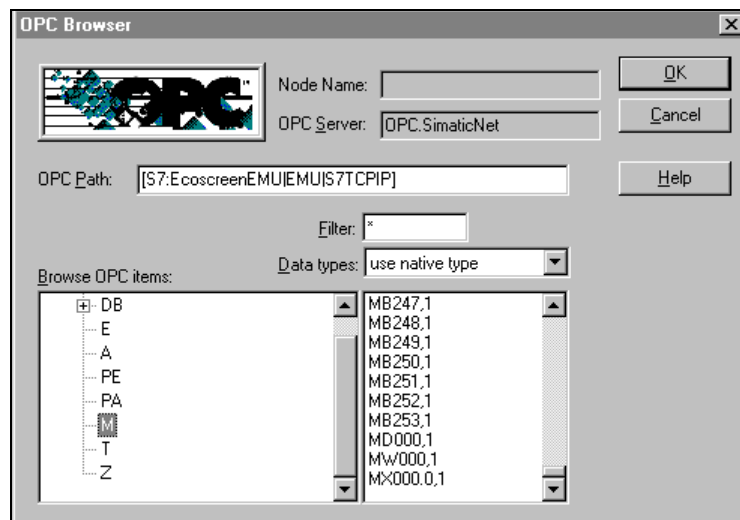 OPC Browser
OPC
Node Name:
OK
OPC Server: OPC.SimaticNet
Cancel
OPC Path: [S7:EcoscreenEMU|EMU|S7TCPIP]
Help
Filter: *
Data types: use native type
Browse OPC items:
DB
E
A
PE
PA
M
T
Z
MB247,1
MB248,1
MB249,1
MB250,1
MB251,1
MB252,1
MB253,1
MD000,1
MW000,1
MX000.0,1